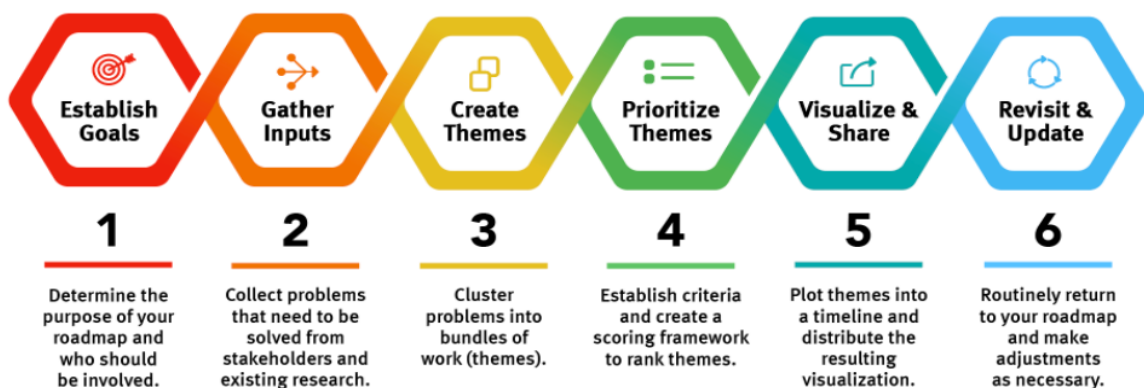 Establish
Goals
Gather
Inputs
Create
Themes
Prioritize
Themes
Visualize &
Share
Revisit &
Update
1
2
3
4
5
6
Determine the
purpose of your
roadmap and
who should
be involved.
Collect problems
that need to be
solved from
stakeholders and
existing research.
Cluster
problems into
bundles of
work (themes).
Establish criteria
and create a
scoring framework
to rank themes.
Plot themes into
a timeline and
distribute the
resulting
visualization.
Routinely return
to your roadmap
and make
adjustments
as necessary.